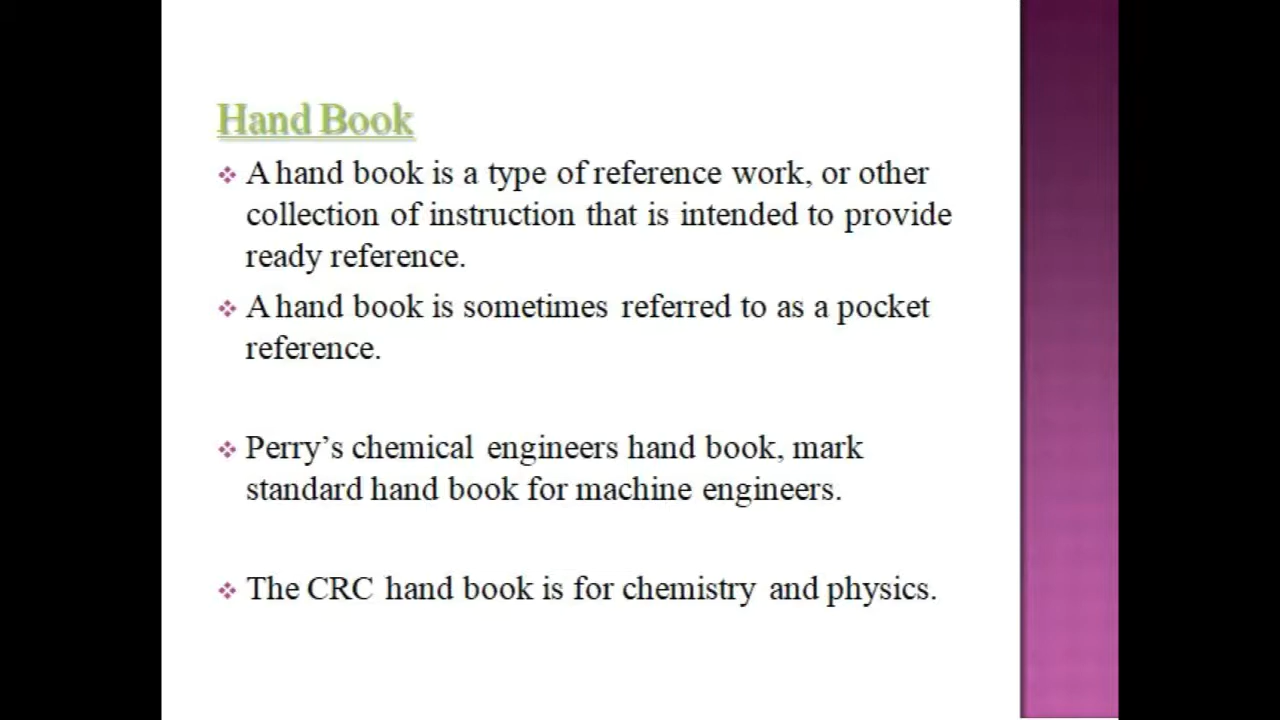 Hand Book
A hand book is a type of reference work, or other
collection of instruction that is intended to provide
ready reference.
A hand book is sometimes referred to as a pocket
reference.
Perry's chemical engineers hand book, mark
standard hand book for machine engineers.
The CRC hand book is for chemistry and physics.